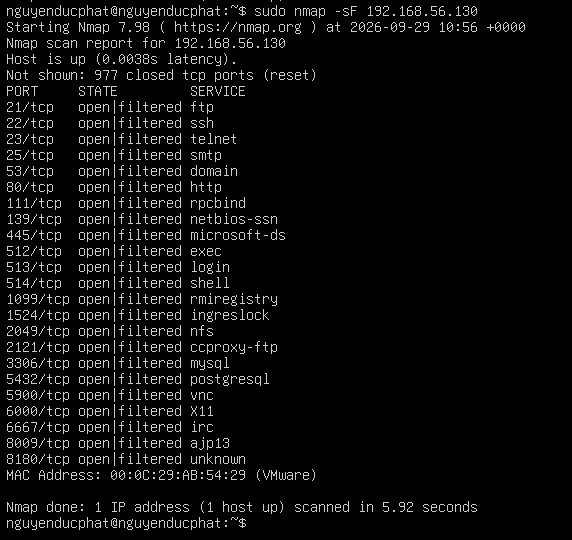 nguyenducphat@nguyenducphat:~$ sudo nmap -sF 192.168.56.130
Starting Nmap 7.98 ( https://nmap.org ) at 2026-09-29 10:56 +0000
Nmap scan report for 192.168.56.130
Host is up (0.0038s latency).
Not shown: 977 closed tcp ports (reset)
PORT     STATE         SERVICE
21/tcp   open|filtered ftp
22/tcp   open|filtered ssh
23/tcp   open|filtered telnet
25/tcp   open|filtered smtp
53/tcp   open|filtered domain
80/tcp   open|filtered http
111/tcp  open|filtered rpcbind
139/tcp  open|filtered netbios-ssn
445/tcp  open|filtered microsoft-ds
512/tcp  open|filtered exec
513/tcp  open|filtered login
514/tcp  open|filtered shell
1099/tcp open|filtered rmiregistry
1524/tcp open|filtered ingreslock
2049/tcp open|filtered nfs
2121/tcp open|filtered ccproxy-ftp
3306/tcp open|filtered mysql
5432/tcp open|filtered postgresql
5900/tcp open|filtered vnc
6000/tcp open|filtered X11
6667/tcp open|filtered irc
8009/tcp open|filtered ajp13
8180/tcp open|filtered unknown
MAC Address: 00:0C:29:AB:54:29 (VMware)
Nmap done: 1 IP address (1 host up) scanned in 5.92 seconds
nguyenducphat@nguyenducphat:~$